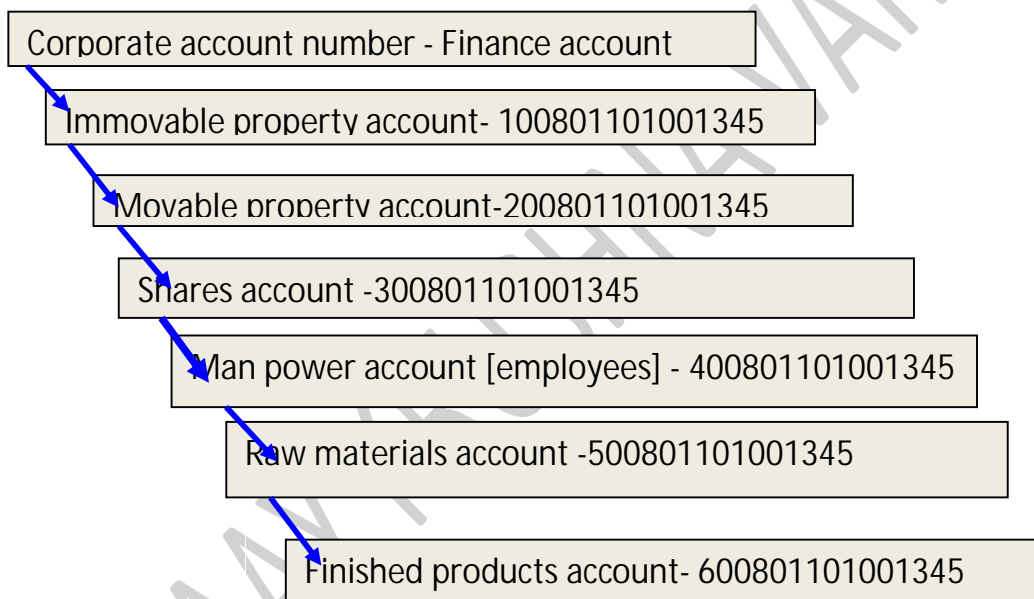 Corporate account number - Finance account
Immovable property account- 100801101001345
Movable property account-200801101001345
Shares account -300801101001345
Man power account [employees] - 400801101001345
Raw materials account -500801101001345
Finished products account- 600801101001345